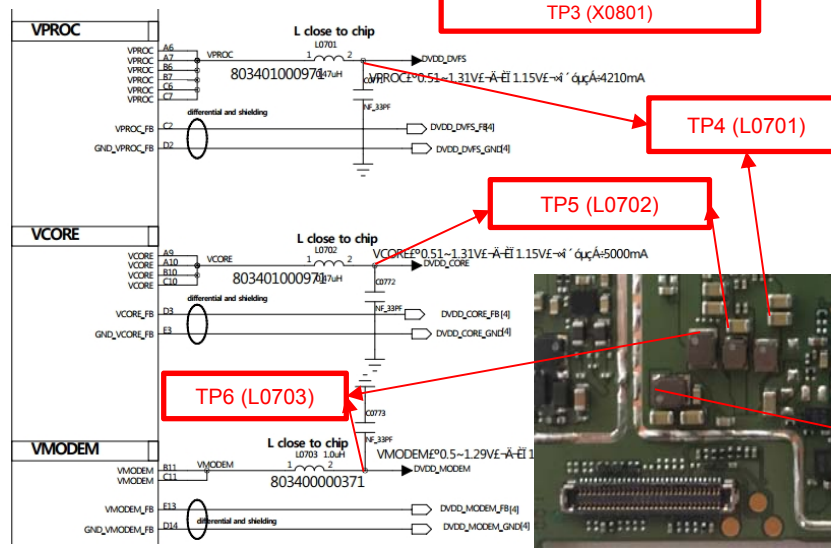 TP3 (X0801)
VPROC
L close to chip
L0701
VPROC A6
VPROC A7 VPROC 1 2 DVDD_DVFS
VPROC B6
VPROC B7 803401000971 0.47uH
VPROC C6
VPROC C7
NF_33PF
TP4 (L0701)
differential and shielding
VPROC_FB C2 DVDD_DVFS_FB[4]
GND_VPROC_FB D2 DVDD_DVFS_GND[4]
TP5 (L0702)
VCORE
L close to chip
L0702
VCORE A9
VCORE A10 VCORE 1 2 DVDD_CORE
VCORE B10
VCORE C10 803401000971 0.47uH
C0772
differential and shielding
NF_33PF
VCORE_FB D3 DVDD_CORE_FB[4]
GND_VCORE_FB E3 DVDD_CORE_GND[4]
TP6 (L0703)
C0773
NF_33PF
VMODEM
L close to chip
L0703 1.0uH
VMODEM B11 VMODEM 1 2 DVDD_MODEM
VMODEM C11
803400000371
VMODEM_FB E13 DVDD_MODEM_FB[4]
differential and shielding
GND_VMODEM_FB D14 DVDD_MODEM_GND[4]